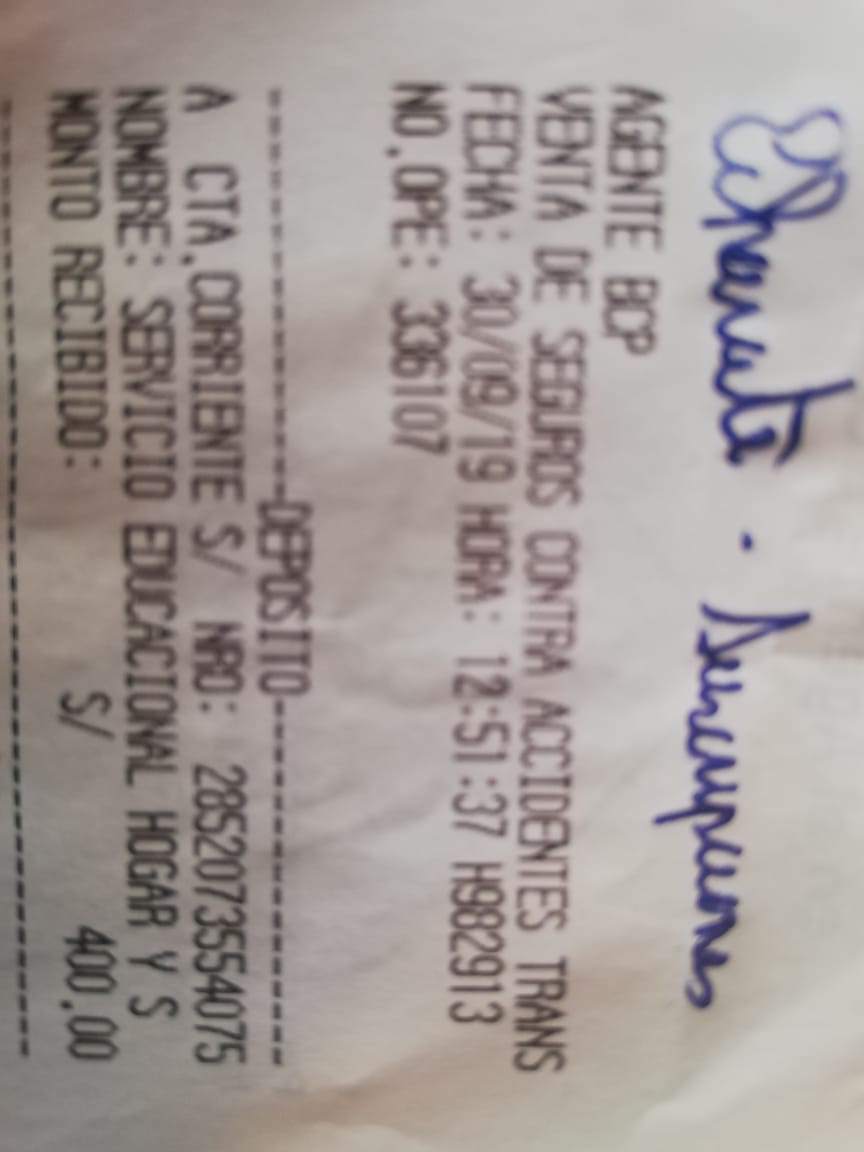 AGENTE BCP
VENTA DE SEGUROS CONTRA ACCIDENTES TRANS
FECHA: 30/09/19 HORA: 12:51:37 H982913
NO.OPE: 336107
--------------DEPOSITO--------------
A CTA.CORRIENTE S/ NRO: 2852073554075
NOMBRE: SERVICIO EDUCACIONAL HOGAR Y S
MONTO RECIBIDO: S/ 400.00